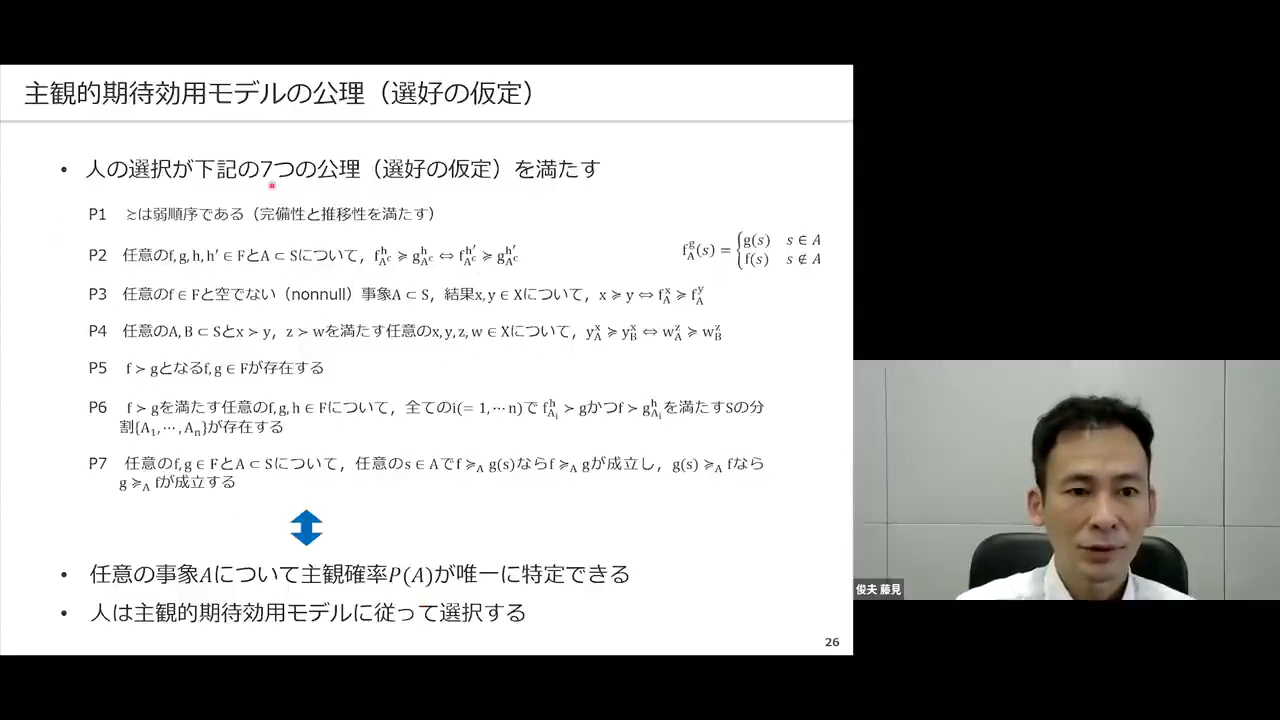 主観的期待効用モデルの公理（選好の仮定）
• 人の選択が下記の7つの公理（選好の仮定）を満たす
P1 ≿は弱順序である（完備性と推移性を満たす）
P2 任意のf, g, h, h′ ∈ FとA ⊂ Sについて，f_{A^c}^h ≽ g_{A^c}^h ⇔ f_{A^c}^{h′} ≽ g_{A^c}^{h′}
f_A^g(s) = { g(s) s ∈ A
f(s) s ∉ A
P3 任意のf ∈ Fと空でない（nonnull）事象A ⊂ S，結果x, y ∈ Xについて，x ≽ y ⇔ f_A^x ≽ f_A^y
P4 任意のA, B ⊂ Sとx ≻ y，z ≻ wを満たす任意のx, y, z, w ∈ Xについて，y_A^x ≽ y_B^x ⇔ w_A^z ≽ w_B^z
P5 f ≻ gとなるf, g ∈ Fが存在する
P6 f ≻ gを満たす任意のf, g, h ∈ Fについて，全てのi(= 1, ⋯ n)で f_{A_i}^h ≻ gかつf ≻ g_{A_i}^hを満たすSの分
割{A_1, ⋯, A_n}が存在する
P7 任意のf, g ∈ FとA ⊂ Sについて，任意のs ∈ Aでf ≽_A g(s)ならf ≽_A gが成立し，g(s) ≽_A fなら
g ≽_A fが成立する
• 任意の事象Aについて主観確率P(A)が唯一に特定できる
• 人は主観的期待効用モデルに従って選択する
26
俊夫 藤見